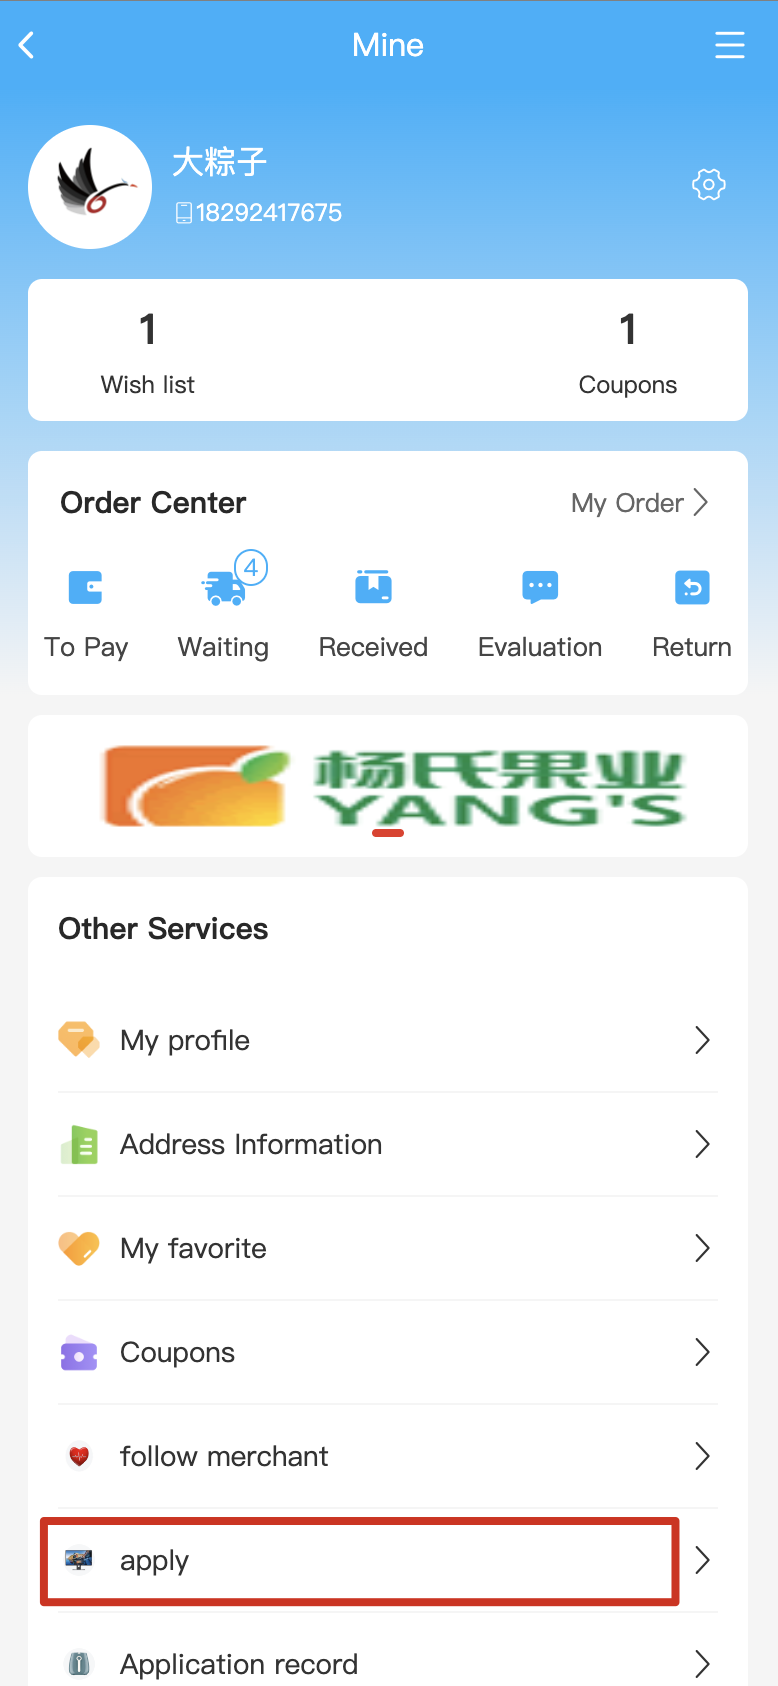 Mine
大粽子
18292417675
1
1
Wish list
Coupons
Order Center
My Order
4
To Pay
Waiting
Received
Evaluation
Return
杨氏果业
YANG'S
Other Services
My profile
Address Information
My favorite
Coupons
follow merchant
apply
Application record